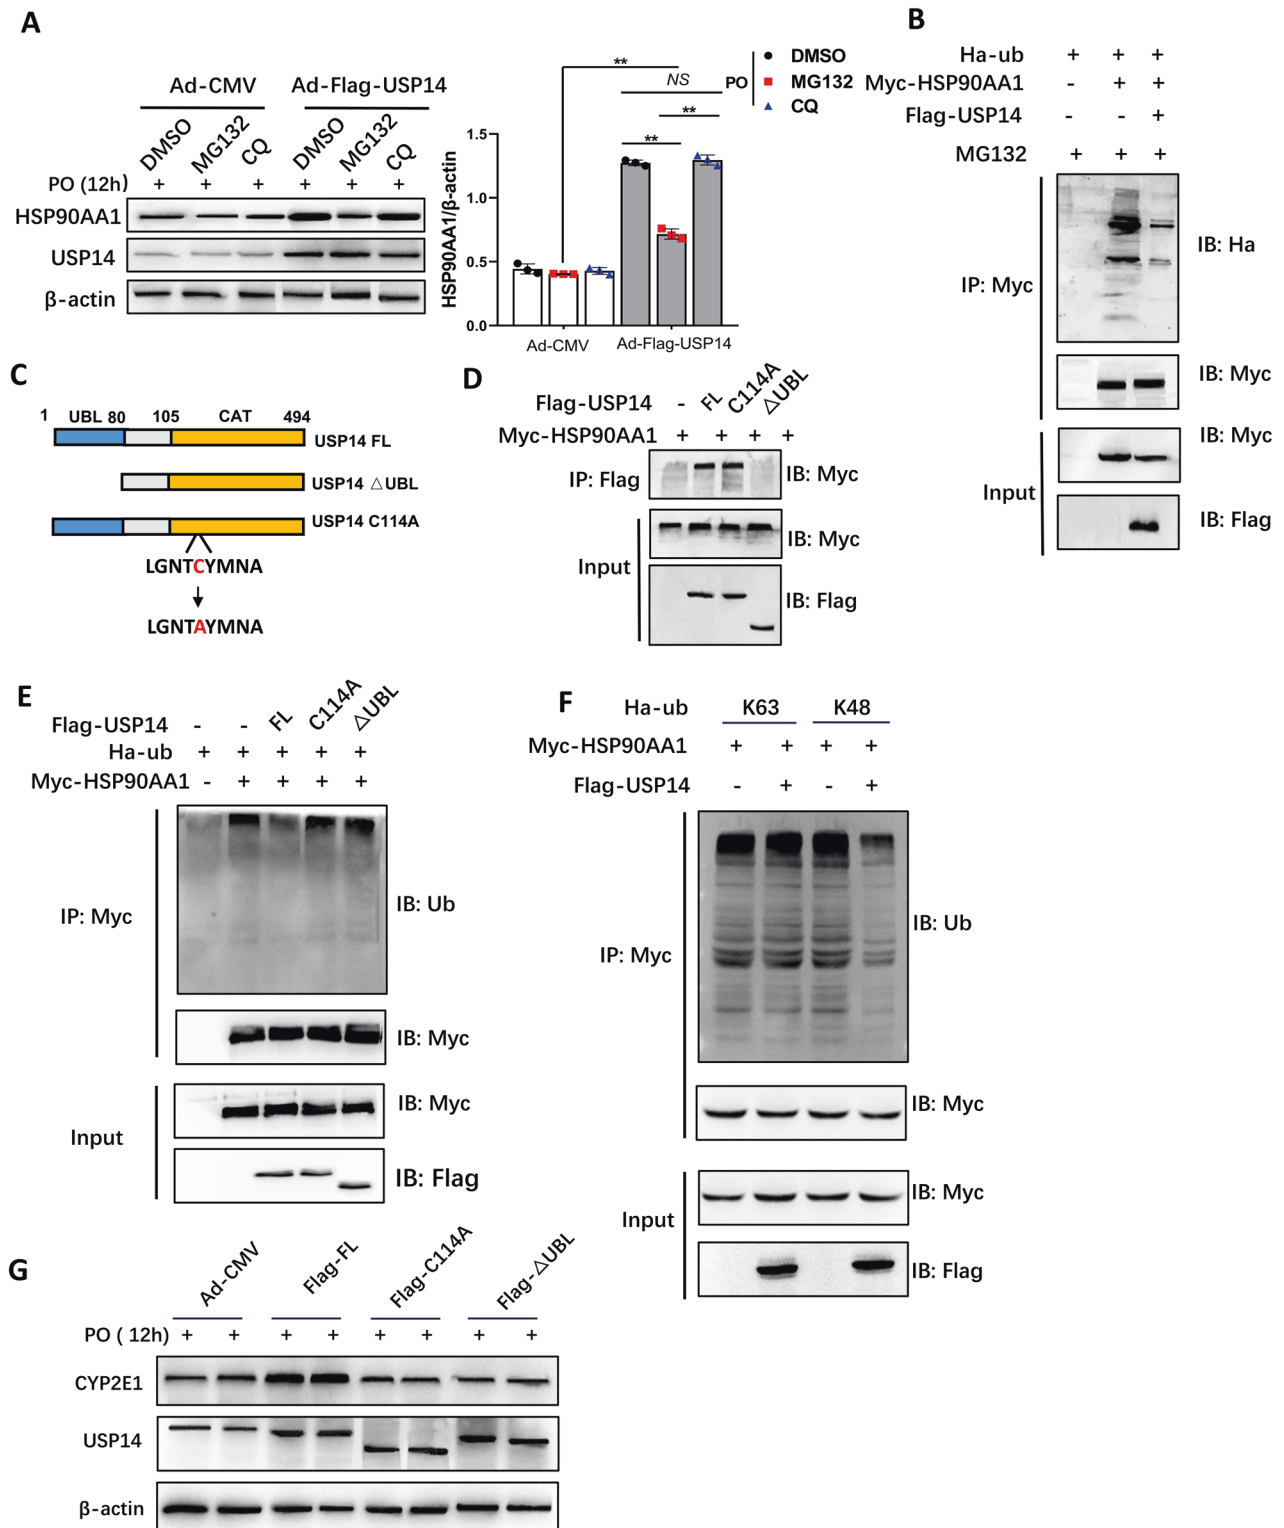 A
Ad-CMV Ad-Flag-USP14
DMSO MG132 CQ DMSO MG132 CQ
PO (12h) + + + + + +
HSP90AA1
USP14
β-actin
** 
NS
**
**
PO
DMSO
MG132
CQ
HSP90AA1/β-actin
1.5
1.0
0.5
0.0
Ad-CMV Ad-Flag-USP14
B
Ha-ub + + +
Myc-HSP90AA1 - + +
Flag-USP14 - - +
MG132 + + +
IP: Myc
IB: Ha
IB: Myc
Input
IB: Myc
IB: Flag
C
1 UBL 80 105 CAT 494
USP14 FL
USP14 △UBL
USP14 C114A
LGNTCYMNA
LGNTAYMNA
D
Flag-USP14 - FL C114A △UBL
Myc-HSP90AA1 + + + +
IP: Flag IB: Myc
Input
IB: Myc
IB: Flag
E
Flag-USP14 - - FL C114A △UBL
Ha-ub + + + + +
Myc-HSP90AA1 - + + + +
IP: Myc
IB: Ub
IB: Myc
Input
IB: Myc
IB: Flag
F
Ha-ub K63 K48
Myc-HSP90AA1 + + + +
Flag-USP14 - + - +
IP: Myc
IB: Ub
IB: Myc
Input
IB: Myc
IB: Flag
G
Ad-CMV Flag-FL Flag-C114A Flag-△UBL
PO ( 12h) + + + + + + + +
CYP2E1
USP14
β-actin